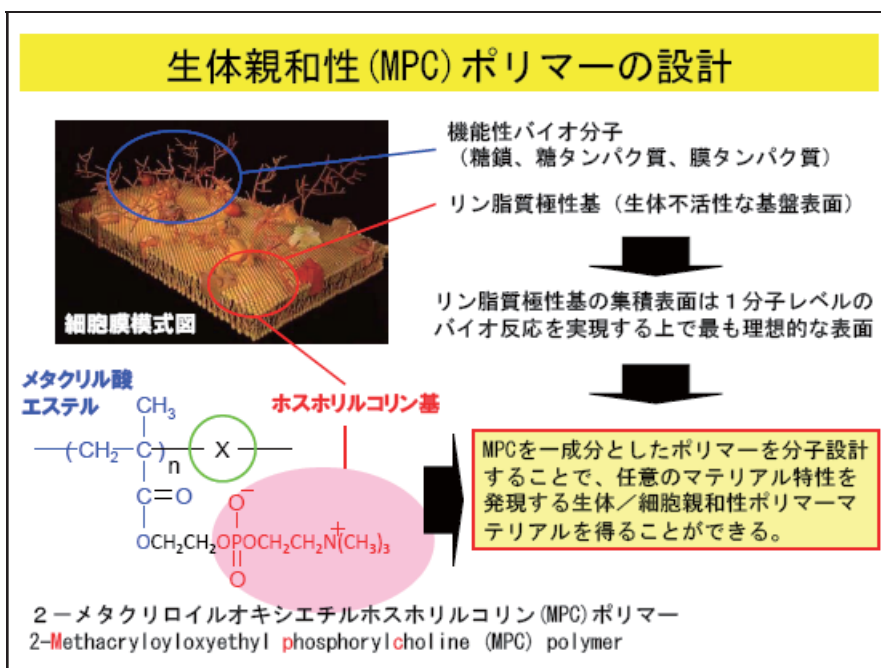 生体親和性(MPC)ポリマーの設計
機能性バイオ分子
（糖鎖、糖タンパク質、膜タンパク質）
リン脂質極性基（生体不活性な基盤表面）
細胞膜模式図
リン脂質極性基の集積表面は１分子レベルの
バイオ反応を実現する上で最も理想的な表面
メタクリル酸
エステル
ホスホリルコリン基
CH3
(CH2 C)n X
C=O
O-
OCH2CH2OPOCH2CH2N+(CH3)3
O
MPCを一成分としたポリマーを分子設計
することで、任意のマテリアル特性を
発現する生体／細胞親和性ポリマーマ
テリアルを得ることができる。
２－メタクリロイルオキシエチルホスホリルコリン(MPC)ポリマー
2-Methacryloyloxyethyl phosphorylcholine (MPC) polymer